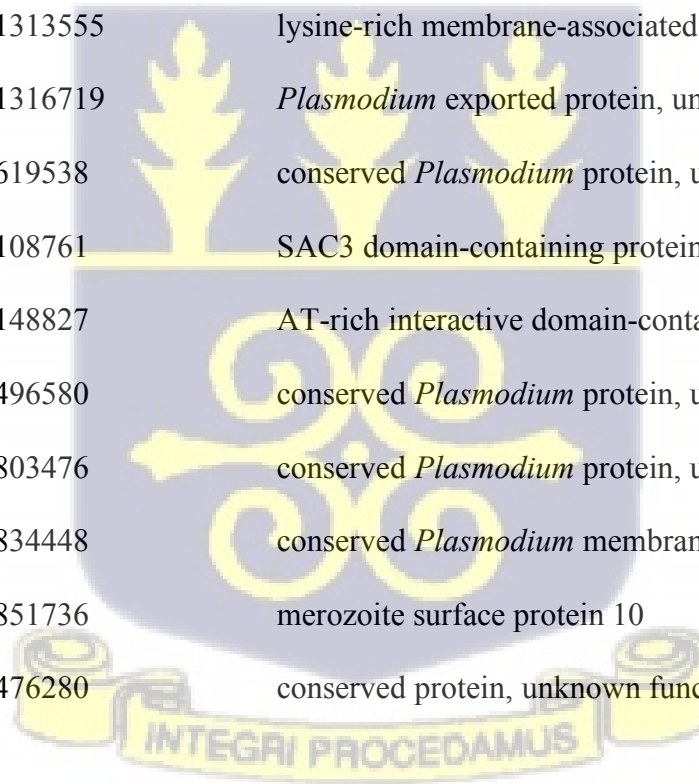 1313555 lysine-rich membrane-associated
1316719 Plasmodium exported protein, un
619538 conserved Plasmodium protein, u
108761 SAC3 domain-containing protein
148827 AT-rich interactive domain-conta
496580 conserved Plasmodium protein, u
803476 conserved Plasmodium protein, u
834448 conserved Plasmodium membran
851736 merozoite surface protein 10
476280 conserved protein, unknown func
INTEGRI PROCEDAMUS